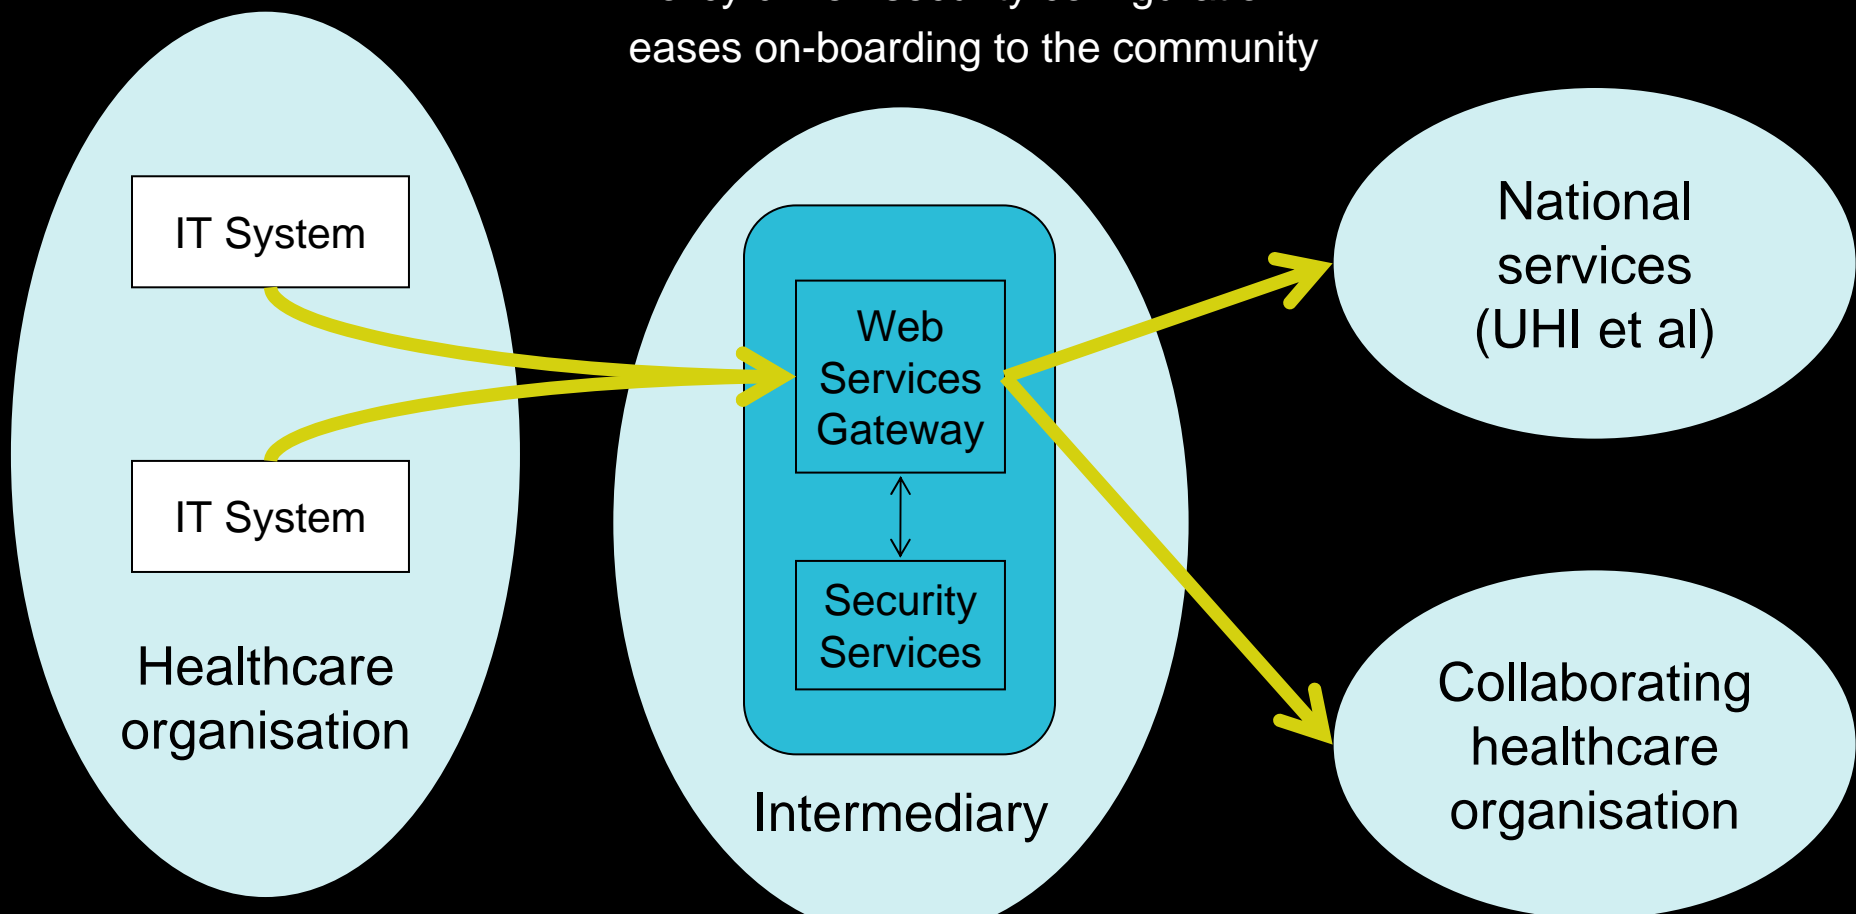 eases on-boarding to the community
IT System
IT System
Healthcare
organisation
Web
Services
Gateway
Security
Services
Intermediary
National
services
(UHI et al)
Collaborating
healthcare
organisation